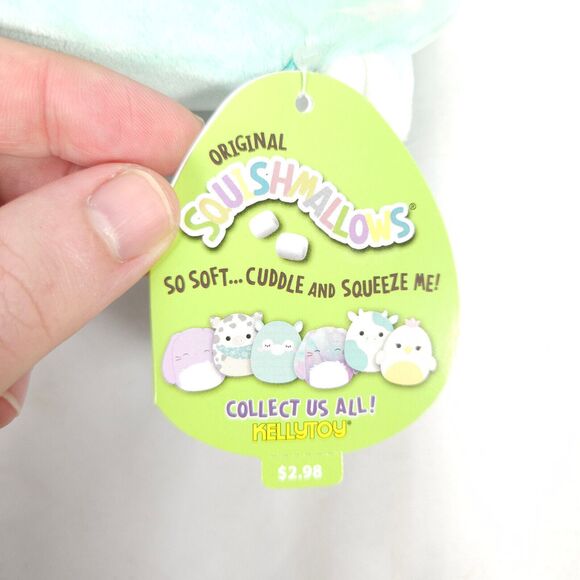 ORIGINAL
SQUISHMALLOWS®
SO SOFT... CUDDLE AND SQUEEZE ME!
COLLECT US ALL!
KELLYTOY®
$2.98